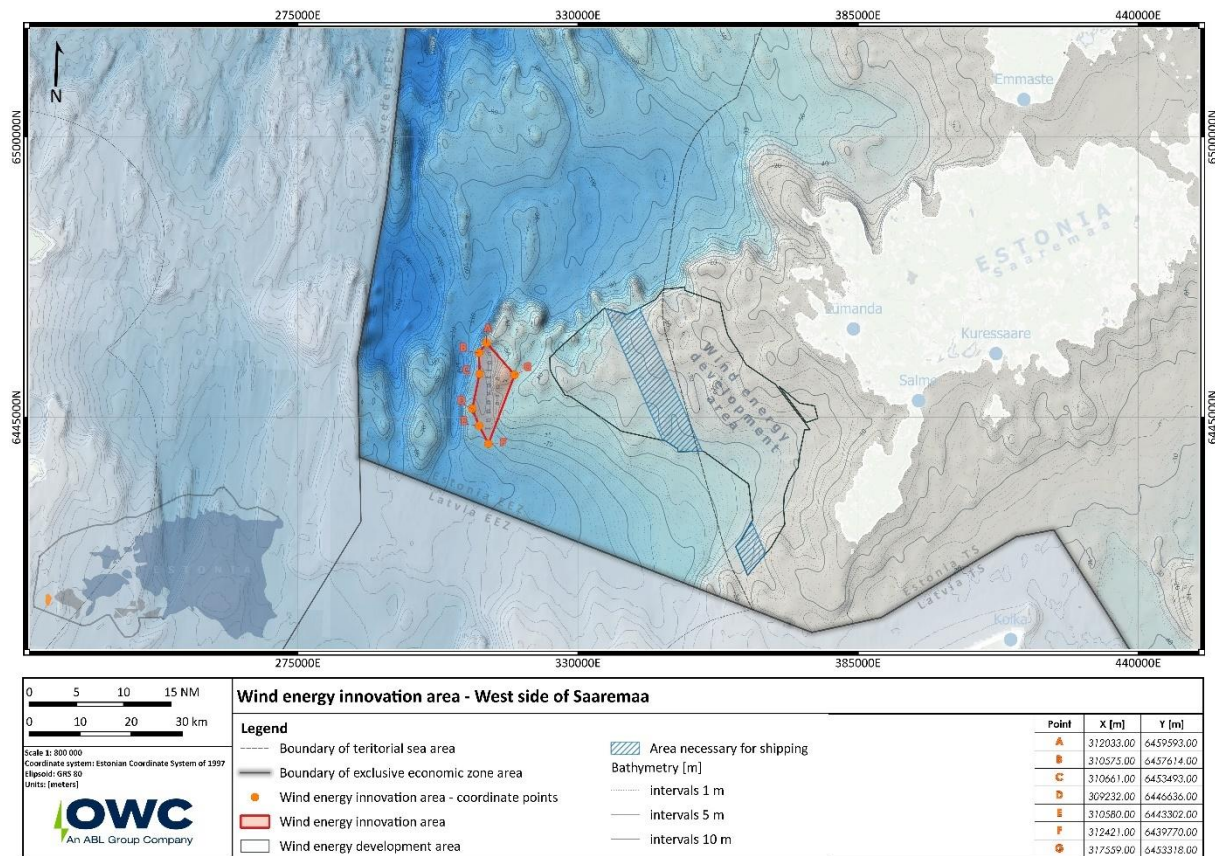 275000E 330000E 385000E 440000E
N
Sweden EEZ
Emmaste
6500000N 6500000N
ESTONIA
Saaremaa
Lümanda
Kuressaare
Salme
A
G
F
Wind energy
development
area
6445000N 6445000N
Estonia EEZ
Latvia EEZ
ESTONIA
Estonia TS
Latvia TS
Kolka
275000E 330000E 385000E 440000E
0 5 10 15 NM
0 10 20 30 km
Scale 1: 800 000
Coordinate system: Estonian Coordinate System of 1997
Elipsoid: GRS 80
Units: [meters]
OWC
An ABL Group Company
Wind energy innovation area - West side of Saaremaa
Legend
Boundary of teritorial sea area
Boundary of exclusive economic zone area
Wind energy innovation area - coordinate points
Wind energy innovation area
Wind energy development area
Area necessary for shipping
Bathymetry [m]
intervals 1 m
intervals 5 m
intervals 10 m
Point X [m] Y [m]
A 312033.00 6459593.00
B 310575.00 6457614.00
C 310661.00 6453493.00
D 309232.00 6446636.00
E 310580.00 6443302.00
F 312421.00 6439770.00
G 317559.00 6453318.00